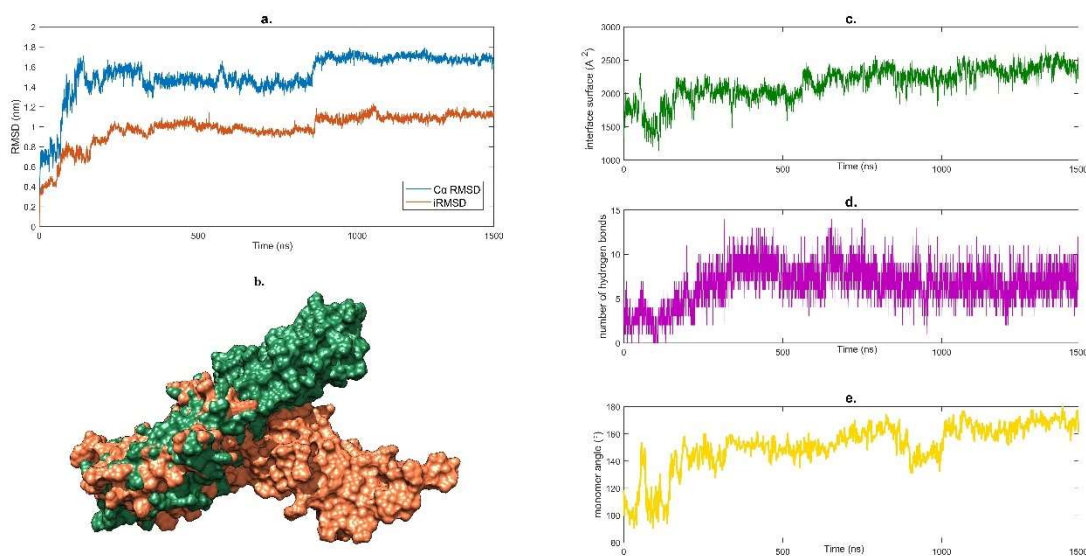 a.
RMSD (nm)
2
1.8
1.6
1.4
1.2
1
0.8
0.6
0.4
0.2
0
0
500
1000
1500
Time (ns)
Cα RMSD
iRMSD
b.
c.
interface surface (A^2)
3000
2500
2000
1500
1000
0
500
1000
1500
Time (ns)
d.
number of hydrogen bonds
15
10
5
0
0
500
1000
1500
Time (ns)
e.
monomer angle (°)
180
160
140
120
100
80
0
500
1000
1500
Time (ns)